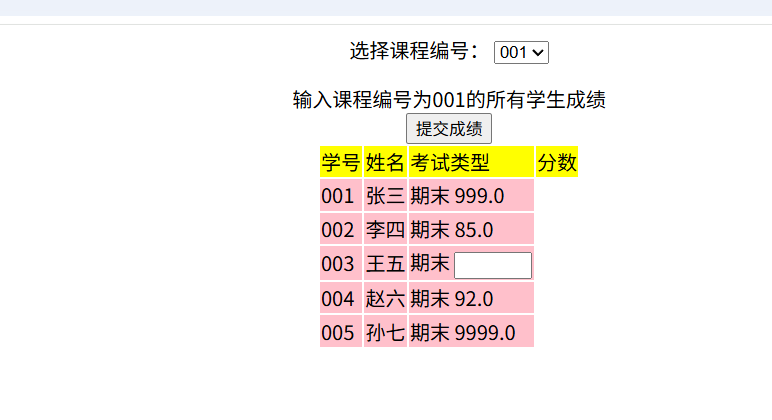 选择课程编号： 001
输入课程编号为001的所有学生成绩
提交成绩
学号 姓名 考试类型 分数
001 张三 期末 999.0
002 李四 期末 85.0
003 王五 期末
004 赵六 期末 92.0
005 孙七 期末 9999.0